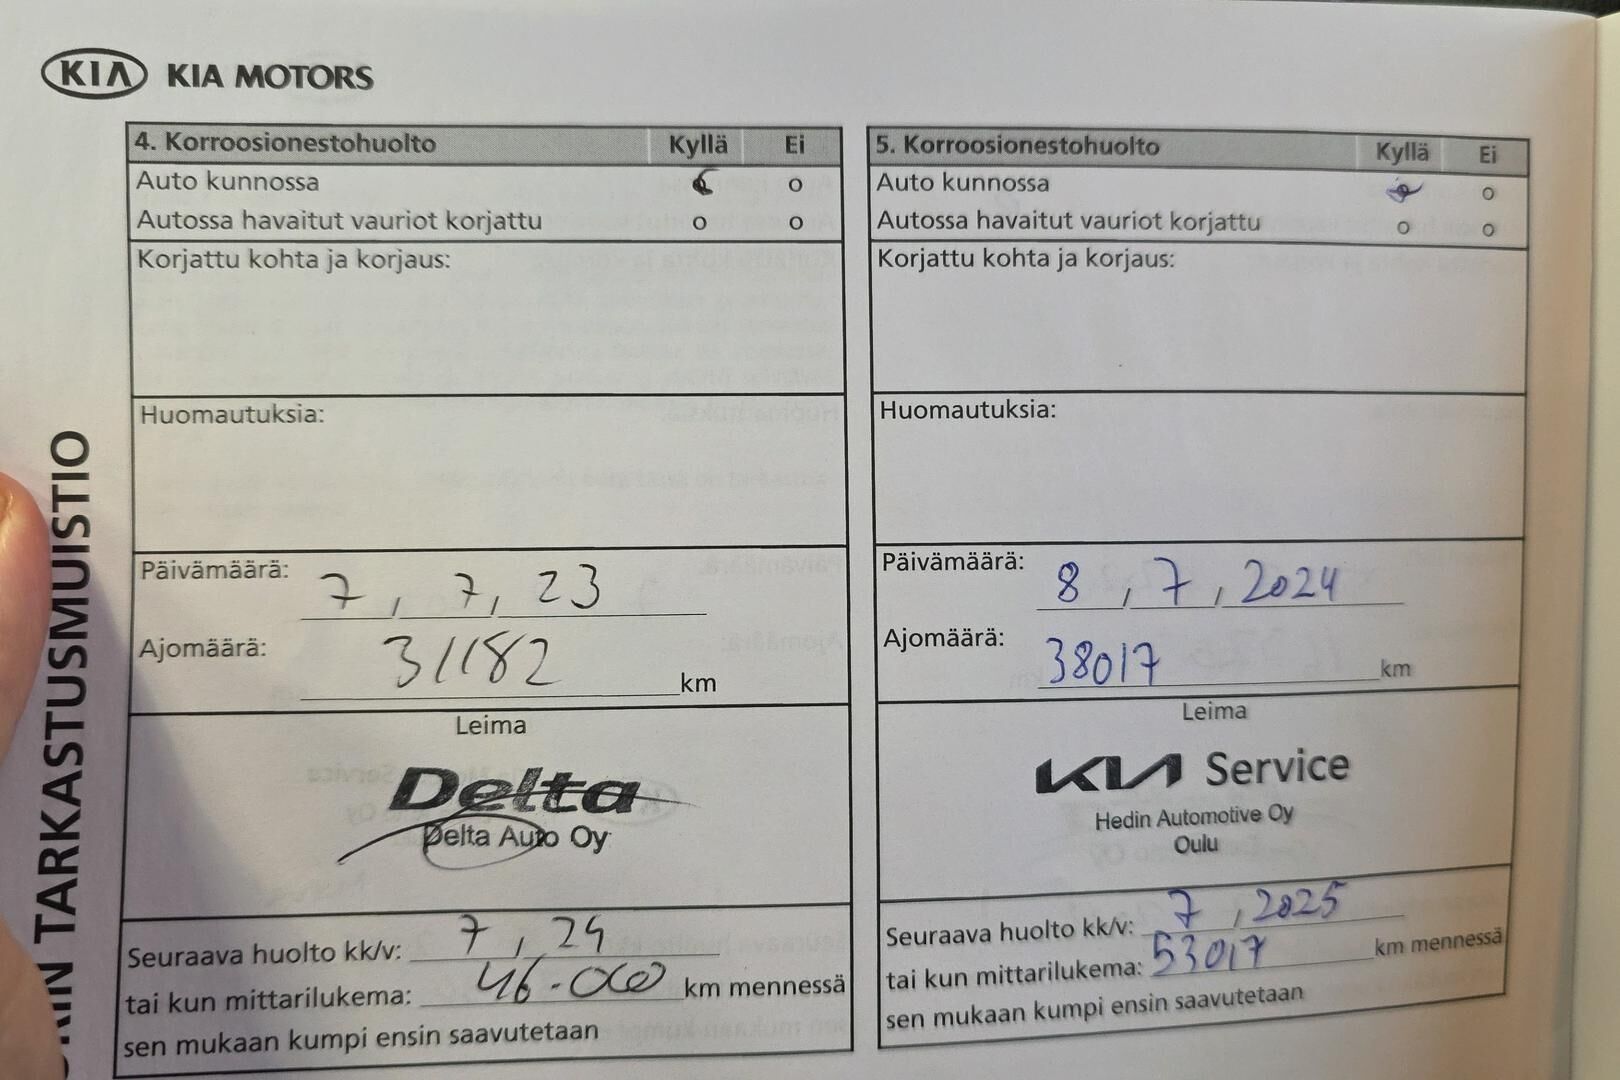 KIA KIA MOTORS
4. Korroosionestohuolto Kyllä Ei
Auto kunnossa o
Autossa havaitut vauriot korjattu o o
Korjattu kohta ja korjaus:
Huomautuksia:
Päivämäärä: 7, 7, 23
Ajomäärä: 31182 km
Leima
Delta
Delta Auto Oy
Seuraava huolto kk/v: 7, 24
tai kun mittarilukema: 46.000 km mennessä
sen mukaan kumpi ensin saavutetaan
5. Korroosionestohuolto Kyllä Ei
Auto kunnossa o
Autossa havaitut vauriot korjattu o o
Korjattu kohta ja korjaus:
Huomautuksia:
Päivämäärä: 8, 7, 2024
Ajomäärä: 38017 km
Leima
KIA Service
Hedin Automotive Oy
Oulu
Seuraava huolto kk/v: 7, 2025
tai kun mittarilukema: 53017 km mennessä
sen mukaan kumpi ensin saavutetaan
TARKASTUSMUISTIO